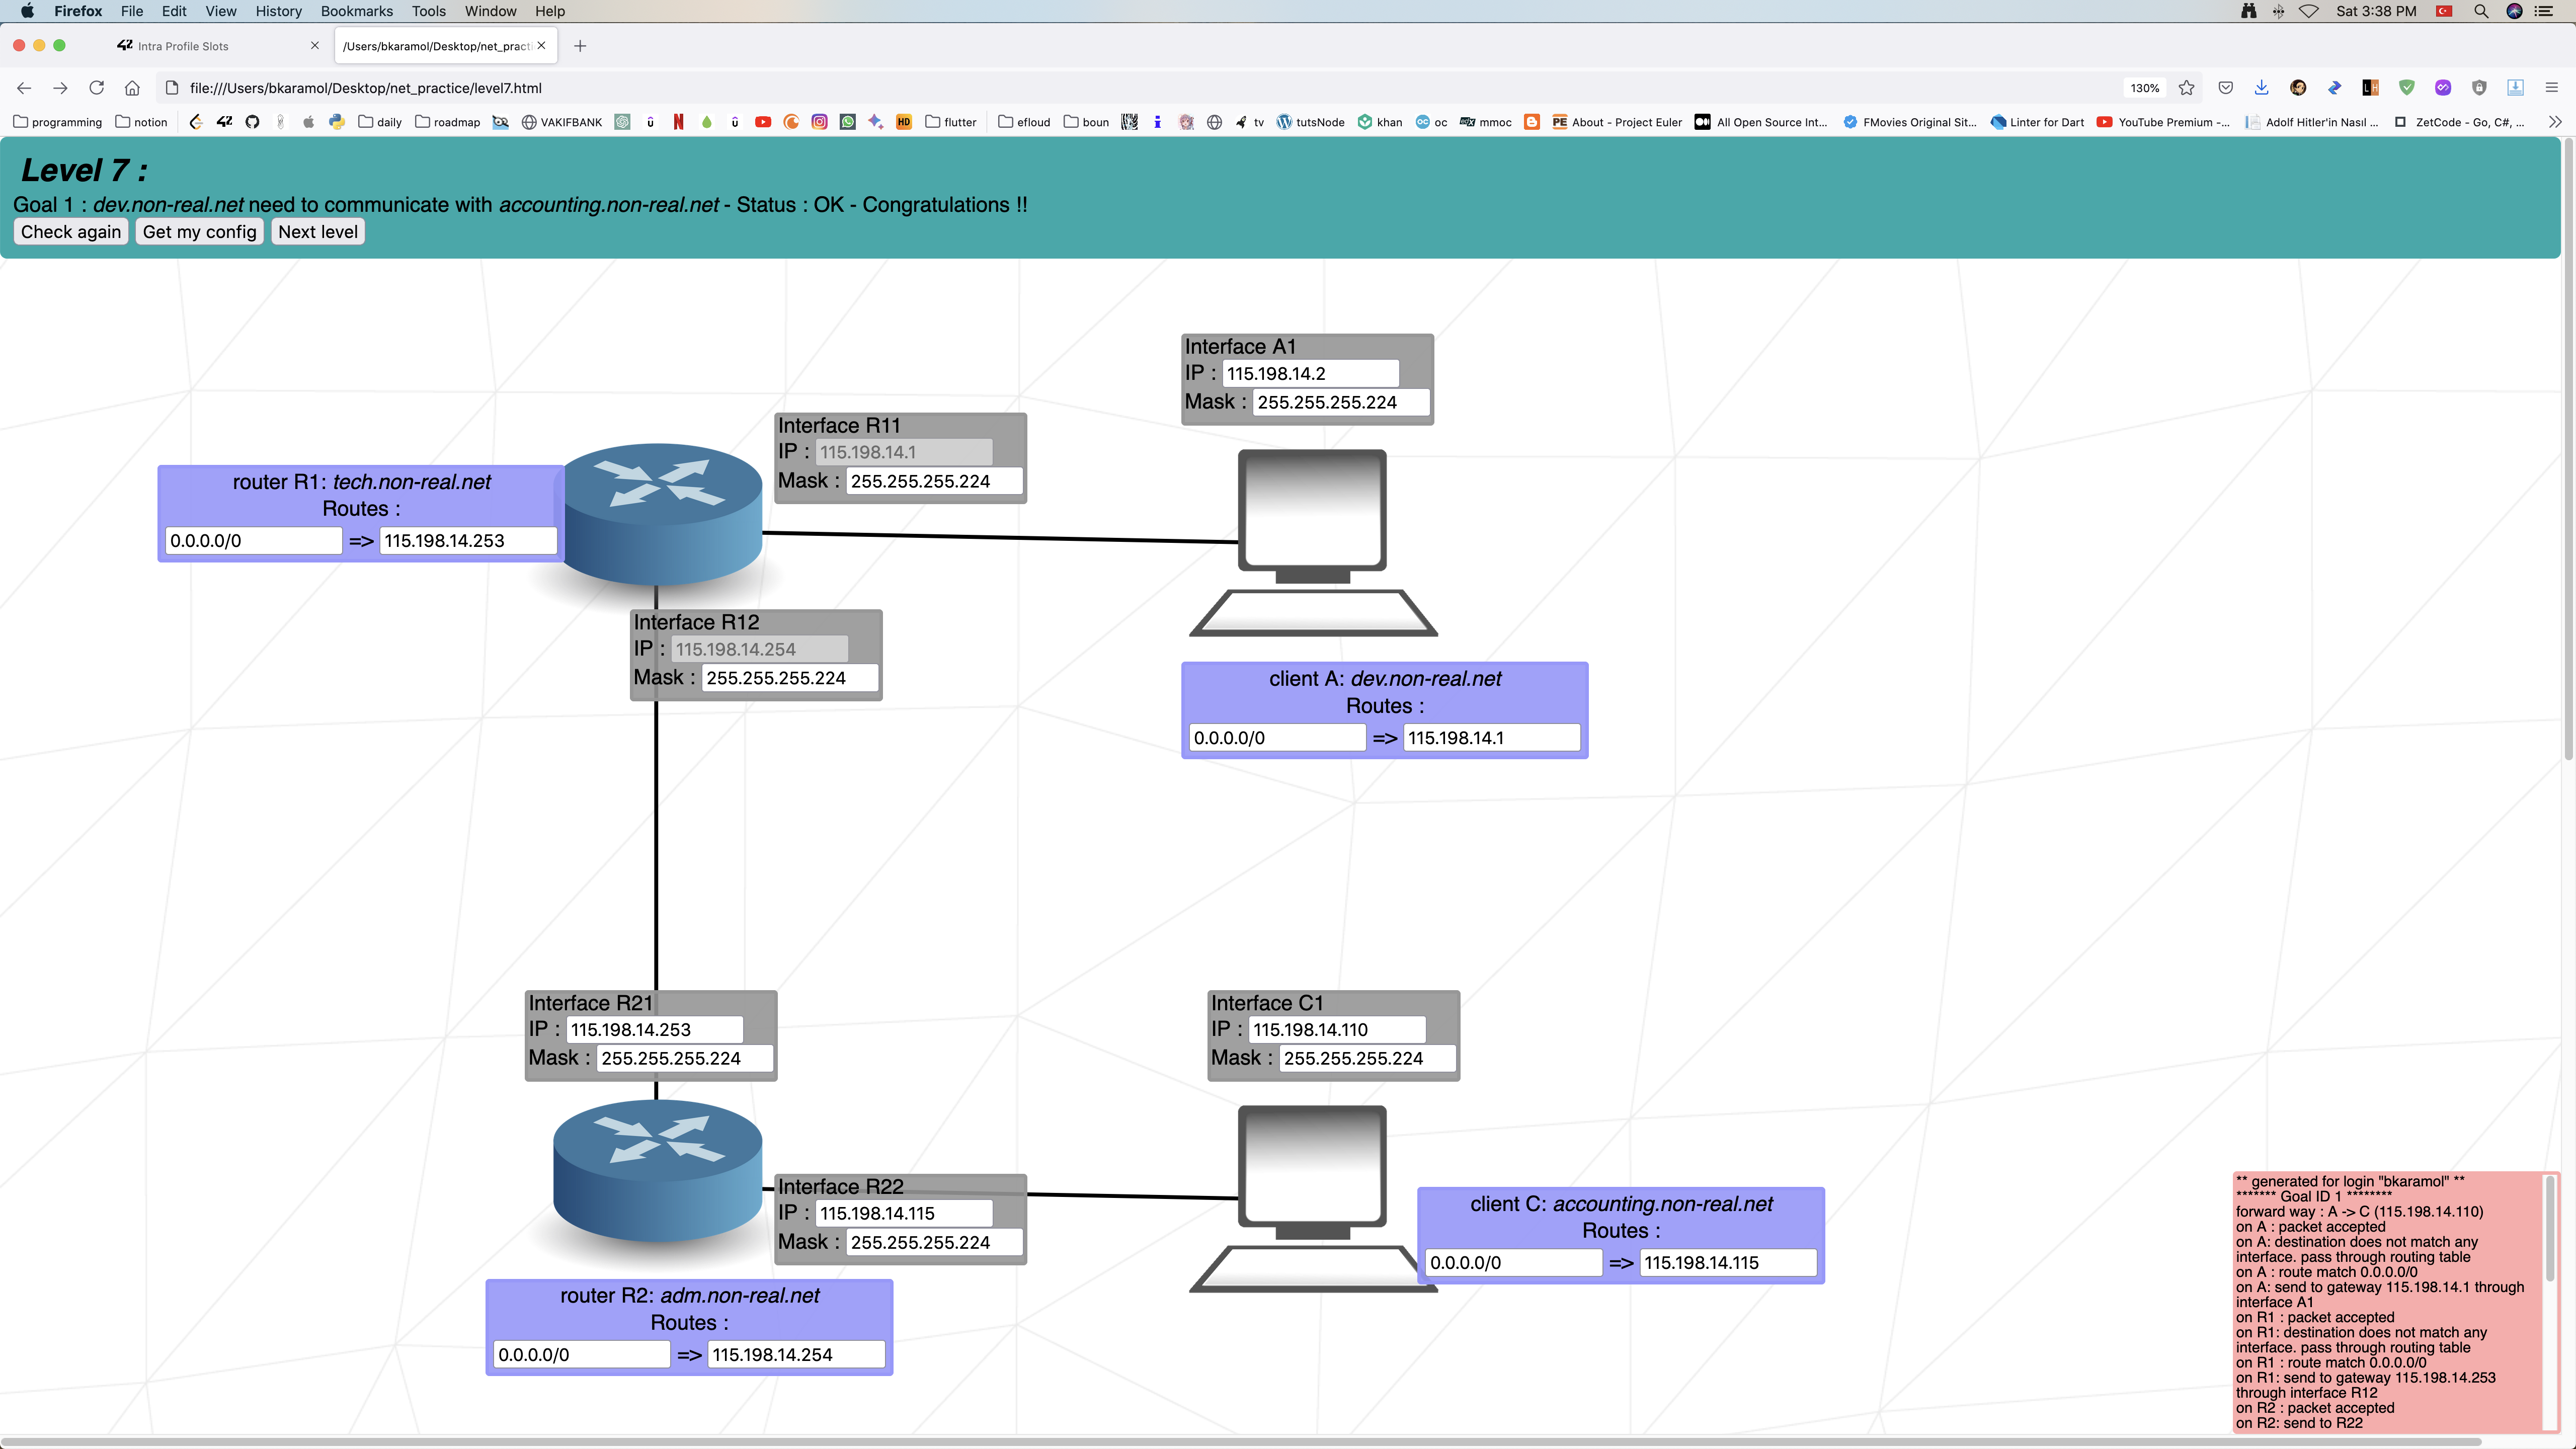 Firefox File Edit View History Bookmarks Tools Window Help Sat 3:38 PM
42 Intra Profile Slots /Users/bkaramol/Desktop/net_pract
file:///Users/bkaramol/Desktop/net_practice/level7.html 130%
programming notion 42 daily roadmap VAKIFBANK HD flutter efloud boun tv tutsNode khan oc mmoc About - Project Euler All Open Source Int... FMovies Original Sit... Linter for Dart YouTube Premium -... Adolf Hitler'in Nasıl ... ZetCode - Go, C#, ...
Level 7 :
Goal 1 : dev.non-real.net need to communicate with accounting.non-real.net - Status : OK - Congratulations !!
Check again Get my config Next level
Interface A1
IP : 115.198.14.2
Mask : 255.255.255.224
Interface R11
IP : 115.198.14.1
Mask : 255.255.255.224
router R1: tech.non-real.net
Routes :
0.0.0.0/0 => 115.198.14.253
Interface R12
IP : 115.198.14.254
Mask : 255.255.255.224
client A: dev.non-real.net
Routes :
0.0.0.0/0 => 115.198.14.1
Interface R21
IP : 115.198.14.253
Mask : 255.255.255.224
Interface C1
IP : 115.198.14.110
Mask : 255.255.255.224
Interface R22
IP : 115.198.14.115
Mask : 255.255.255.224
client C: accounting.non-real.net
Routes :
0.0.0.0/0 => 115.198.14.115
router R2: adm.non-real.net
Routes :
0.0.0.0/0 => 115.198.14.254
** generated for login "bkaramol" **
******* Goal ID 1 ********
forward way : A -> C (115.198.14.110)
on A : packet accepted
on A: destination does not match any
interface. pass through routing table
on A : route match 0.0.0.0/0
on A: send to gateway 115.198.14.1 through
interface A1
on R1 : packet accepted
on R1: destination does not match any
interface. pass through routing table
on R1 : route match 0.0.0.0/0
on R1: send to gateway 115.198.14.253
through interface R12
on R2 : packet accepted
on R2: send to R22